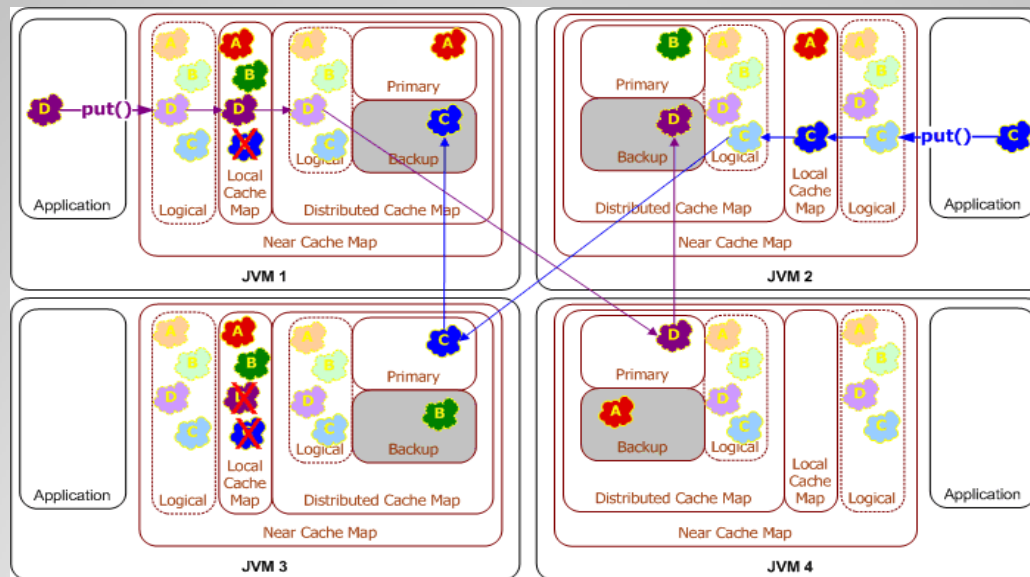 A A A A
B B
D put() D D D
C C C
Primary
Backup
Logical
Local
Cache
Map
Logical
Distributed Cache Map
Near Cache Map
Application
JVM 1
B A A A
B B
D D D
C C C put() C
Primary
Backup
Logical
Local
Cache
Map
Logical
Distributed Cache Map
Near Cache Map
Application
JVM 2
A A A
B B B
D D
C C C
C
Primary
B
Backup
Logical
Local
Cache
Map
Logical
Distributed Cache Map
Near Cache Map
Application
JVM 3
D A A
B B
A D D
C C
Primary
Backup
Logical
Local
Cache
Map
Logical
Distributed Cache Map
Near Cache Map
Application
JVM 4